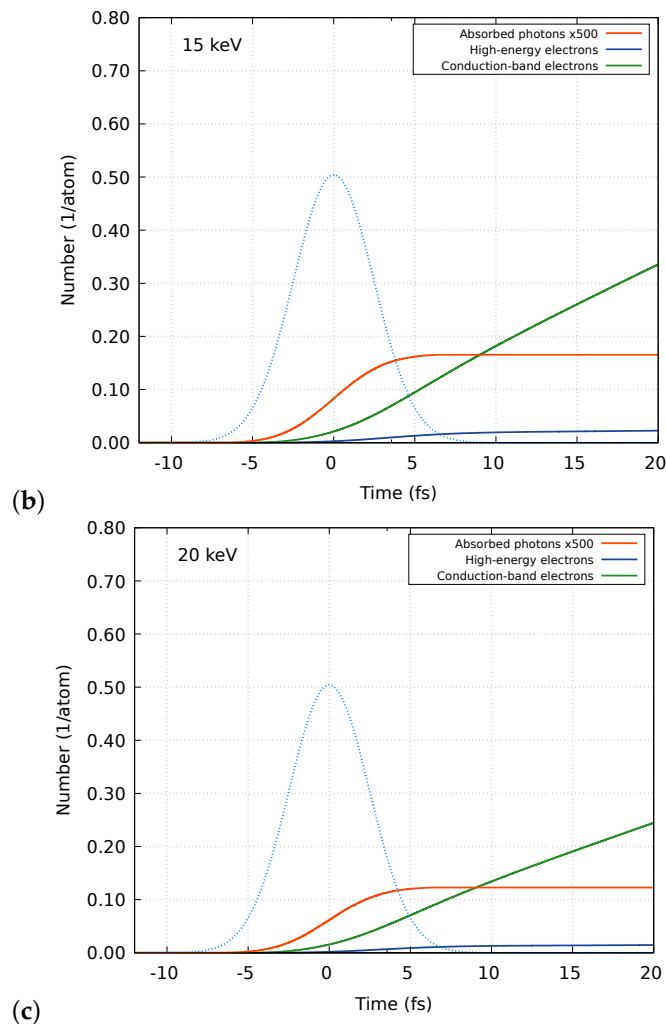 0.80
0.70
0.60
0.50
0.40
0.30
0.20
0.10
0.00
Number (1/atom)
15 keV
Absorbed photons x500
High-energy electrons
Conduction-band electrons
-10 -5 0 5 10 15 20
Time (fs)
(b)
0.80
0.70
0.60
0.50
0.40
0.30
0.20
0.10
0.00
Number (1/atom)
20 keV
Absorbed photons x500
High-energy electrons
Conduction-band electrons
-10 -5 0 5 10 15 20
Time (fs)
(c)